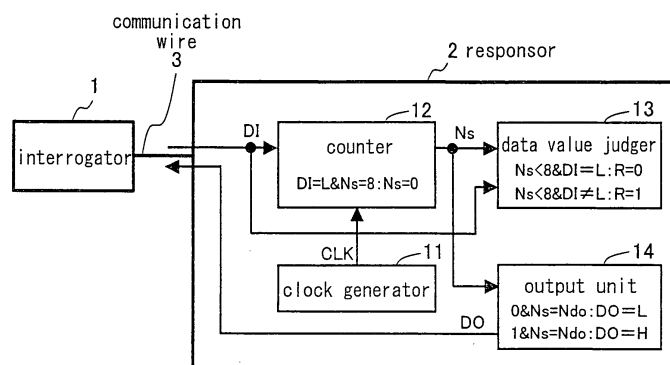 communication
wire
3
1
interrogator
2 responsor
DI
12
counter
DI=L&Ns=8:Ns=0
Ns
13
data value judger
Ns<8&DI=L:R=0
Ns<8&DI≠L:R=1
CLK
11
clock generator
14
output unit
0&Ns=Ndo:DO=L
1&Ns=Ndo:DO=H
DO